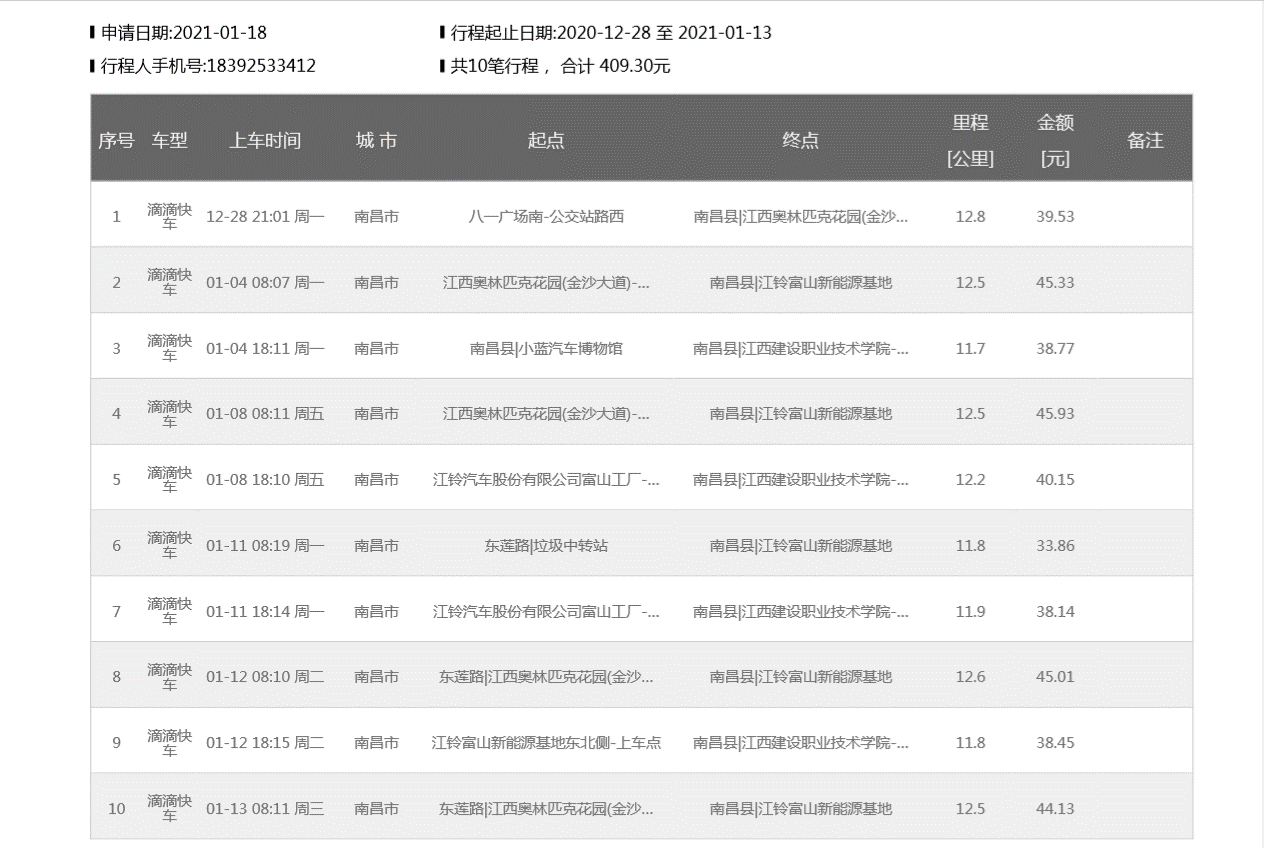 申请日期:2021-01-18 行程起止日期:2020-12-28 至 2021-01-13
行程人手机号:18392533412 共10笔行程， 合计 409.30元
序号 车型 上车时间 城 市 起点 终点 里程[公里] 金额[元] 备注
1 滴滴快车 12-28 21:01 周一 南昌市 八一广场南-公交站路西 南昌县|江西奥林匹克花园(金沙... 12.8 39.53
2 滴滴快车 01-04 08:07 周一 南昌市 江西奥林匹克花园(金沙大道)-... 南昌县|江铃富山新能源基地 12.5 45.33
3 滴滴快车 01-04 18:11 周一 南昌市 南昌县|小蓝汽车博物馆 南昌县|江西建设职业技术学院-... 11.7 38.77
4 滴滴快车 01-08 08:11 周五 南昌市 江西奥林匹克花园(金沙大道)-... 南昌县|江铃富山新能源基地 12.5 45.93
5 滴滴快车 01-08 18:10 周五 南昌市 江铃汽车股份有限公司富山工厂-... 南昌县|江西建设职业技术学院-... 12.2 40.15
6 滴滴快车 01-11 08:19 周一 南昌市 东莲路|垃圾中转站 南昌县|江铃富山新能源基地 11.8 33.86
7 滴滴快车 01-11 18:14 周一 南昌市 江铃汽车股份有限公司富山工厂-... 南昌县|江西建设职业技术学院-... 11.9 38.14
8 滴滴快车 01-12 08:10 周二 南昌市 东莲路|江西奥林匹克花园(金沙... 南昌县|江铃富山新能源基地 12.6 45.01
9 滴滴快车 01-12 18:15 周二 南昌市 江铃富山新能源基地东北侧-上车点 南昌县|江西建设职业技术学院-... 11.8 38.45
10 滴滴快车 01-13 08:11 周三 南昌市 东莲路|江西奥林匹克花园(金沙... 南昌县|江铃富山新能源基地 12.5 44.13